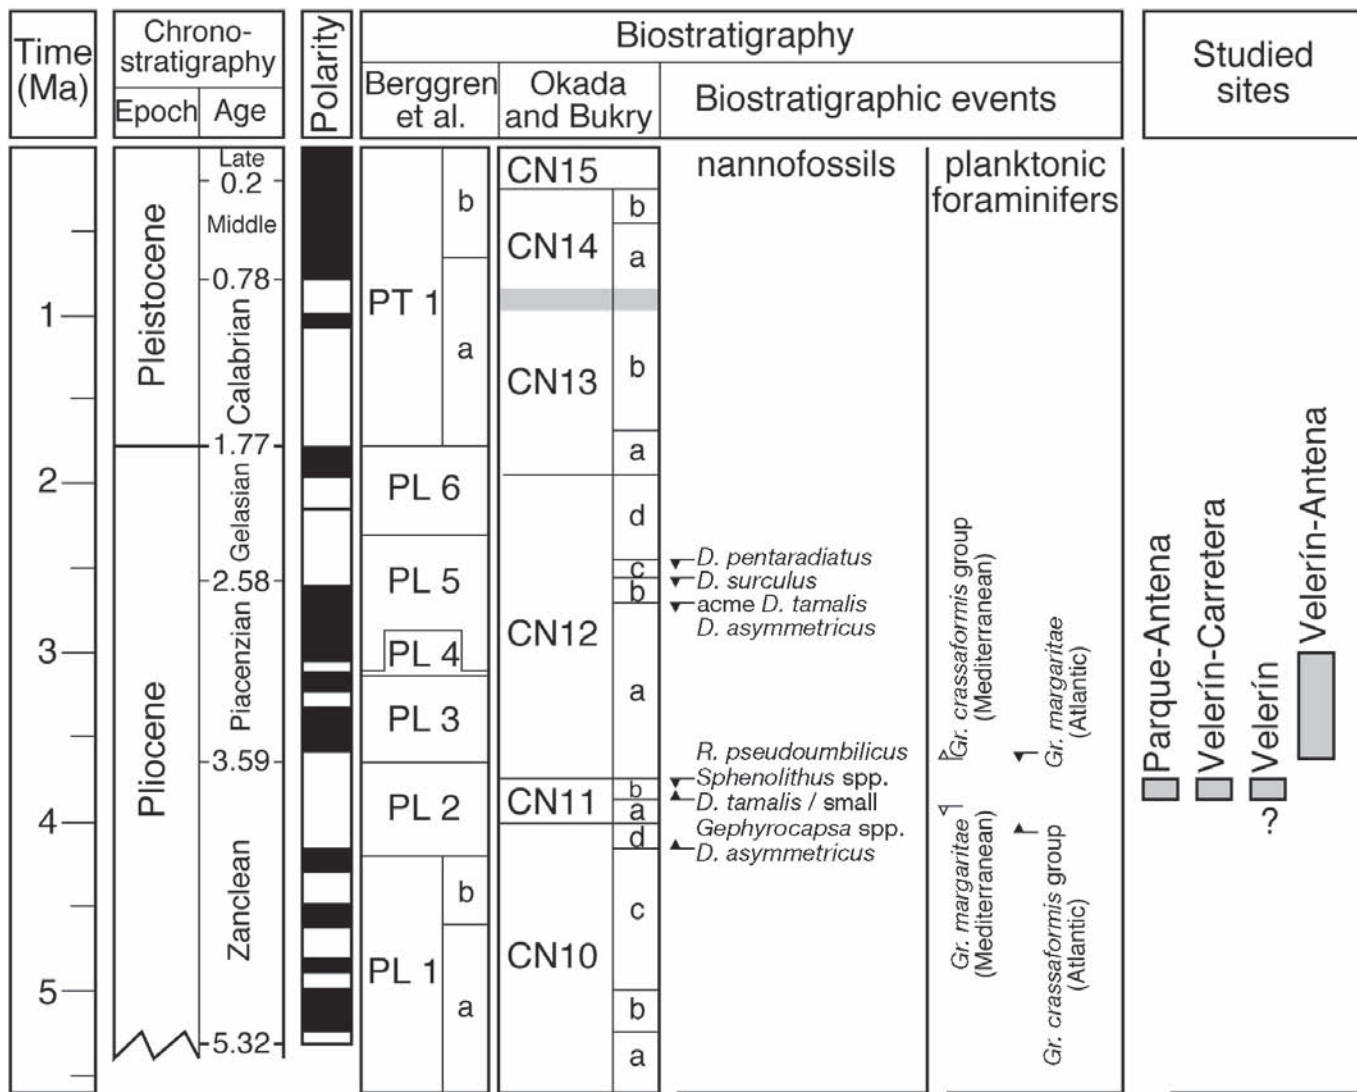 Time
(Ma)
Chrono-
stratigraphy
Epoch
Age
Polarity
Biostratigraphy
Berggren
et al.
Okada
and Bukry
Biostratigraphic events
Studied
sites
nannofossils
planktonic
foraminifers
1
2
3
4
5
Pleistocene
Pliocene
Late
0.2
Middle
0.78
Calabrian
1.77
Gelasian
2.58
Piacenzian
3.59
Zanclean
5.32
PT 1
b
a
PL 6
PL 5
PL 4
PL 3
PL 2
PL 1
b
a
CN15
CN14
b
a
CN13
b
a
CN12
d
c
b
a
CN11
b
a
CN10
d
c
b
a
D. pentaradiatus
D. surculus
acme D. tamalis
D. asymmetricus
R. pseudoumbilicus
Sphenolithus spp.
D. tamalis / small
Gephyrocapsa spp.
D. asymmetricus
Gr. crassaformis group
(Mediterranean)
Gr. margaritae
(Atlantic)
Gr. margaritae
(Mediterranean)
Gr. crassaformis group
(Atlantic)
Parque-Antena
Velerín-Carretera
Velerín
?
Velerín-Antena